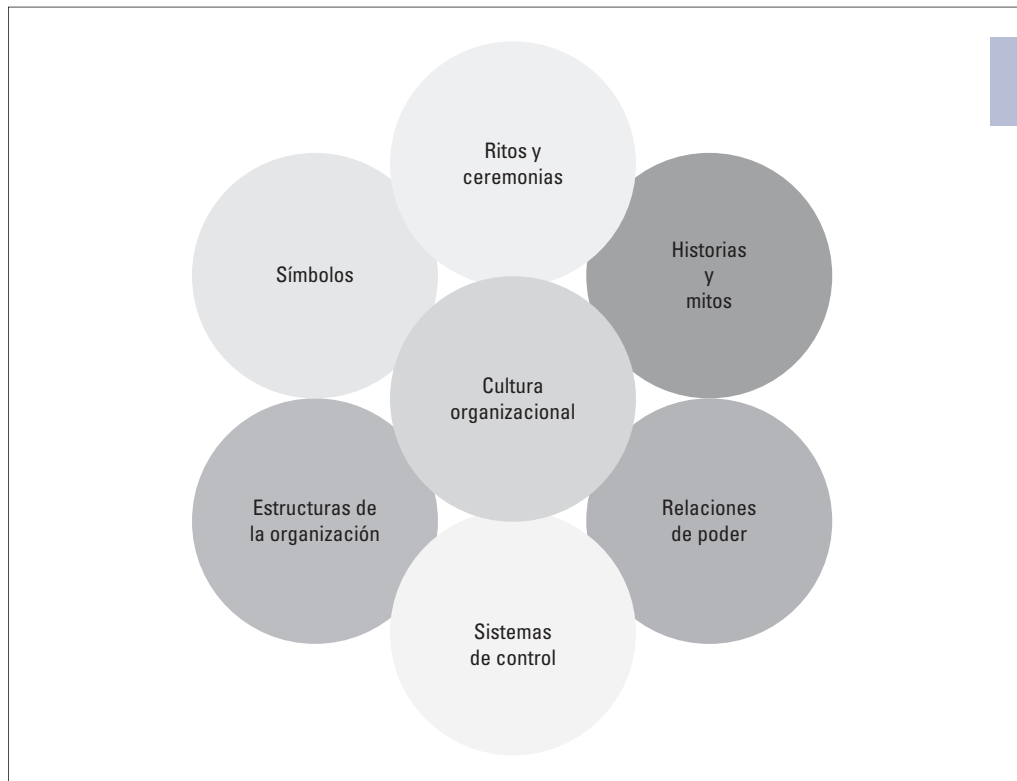 Ritos y
ceremonias
Símbolos
Historias
y
mitos
Cultura
organizacional
Estructuras de
la organización
Relaciones
de poder
Sistemas
de control